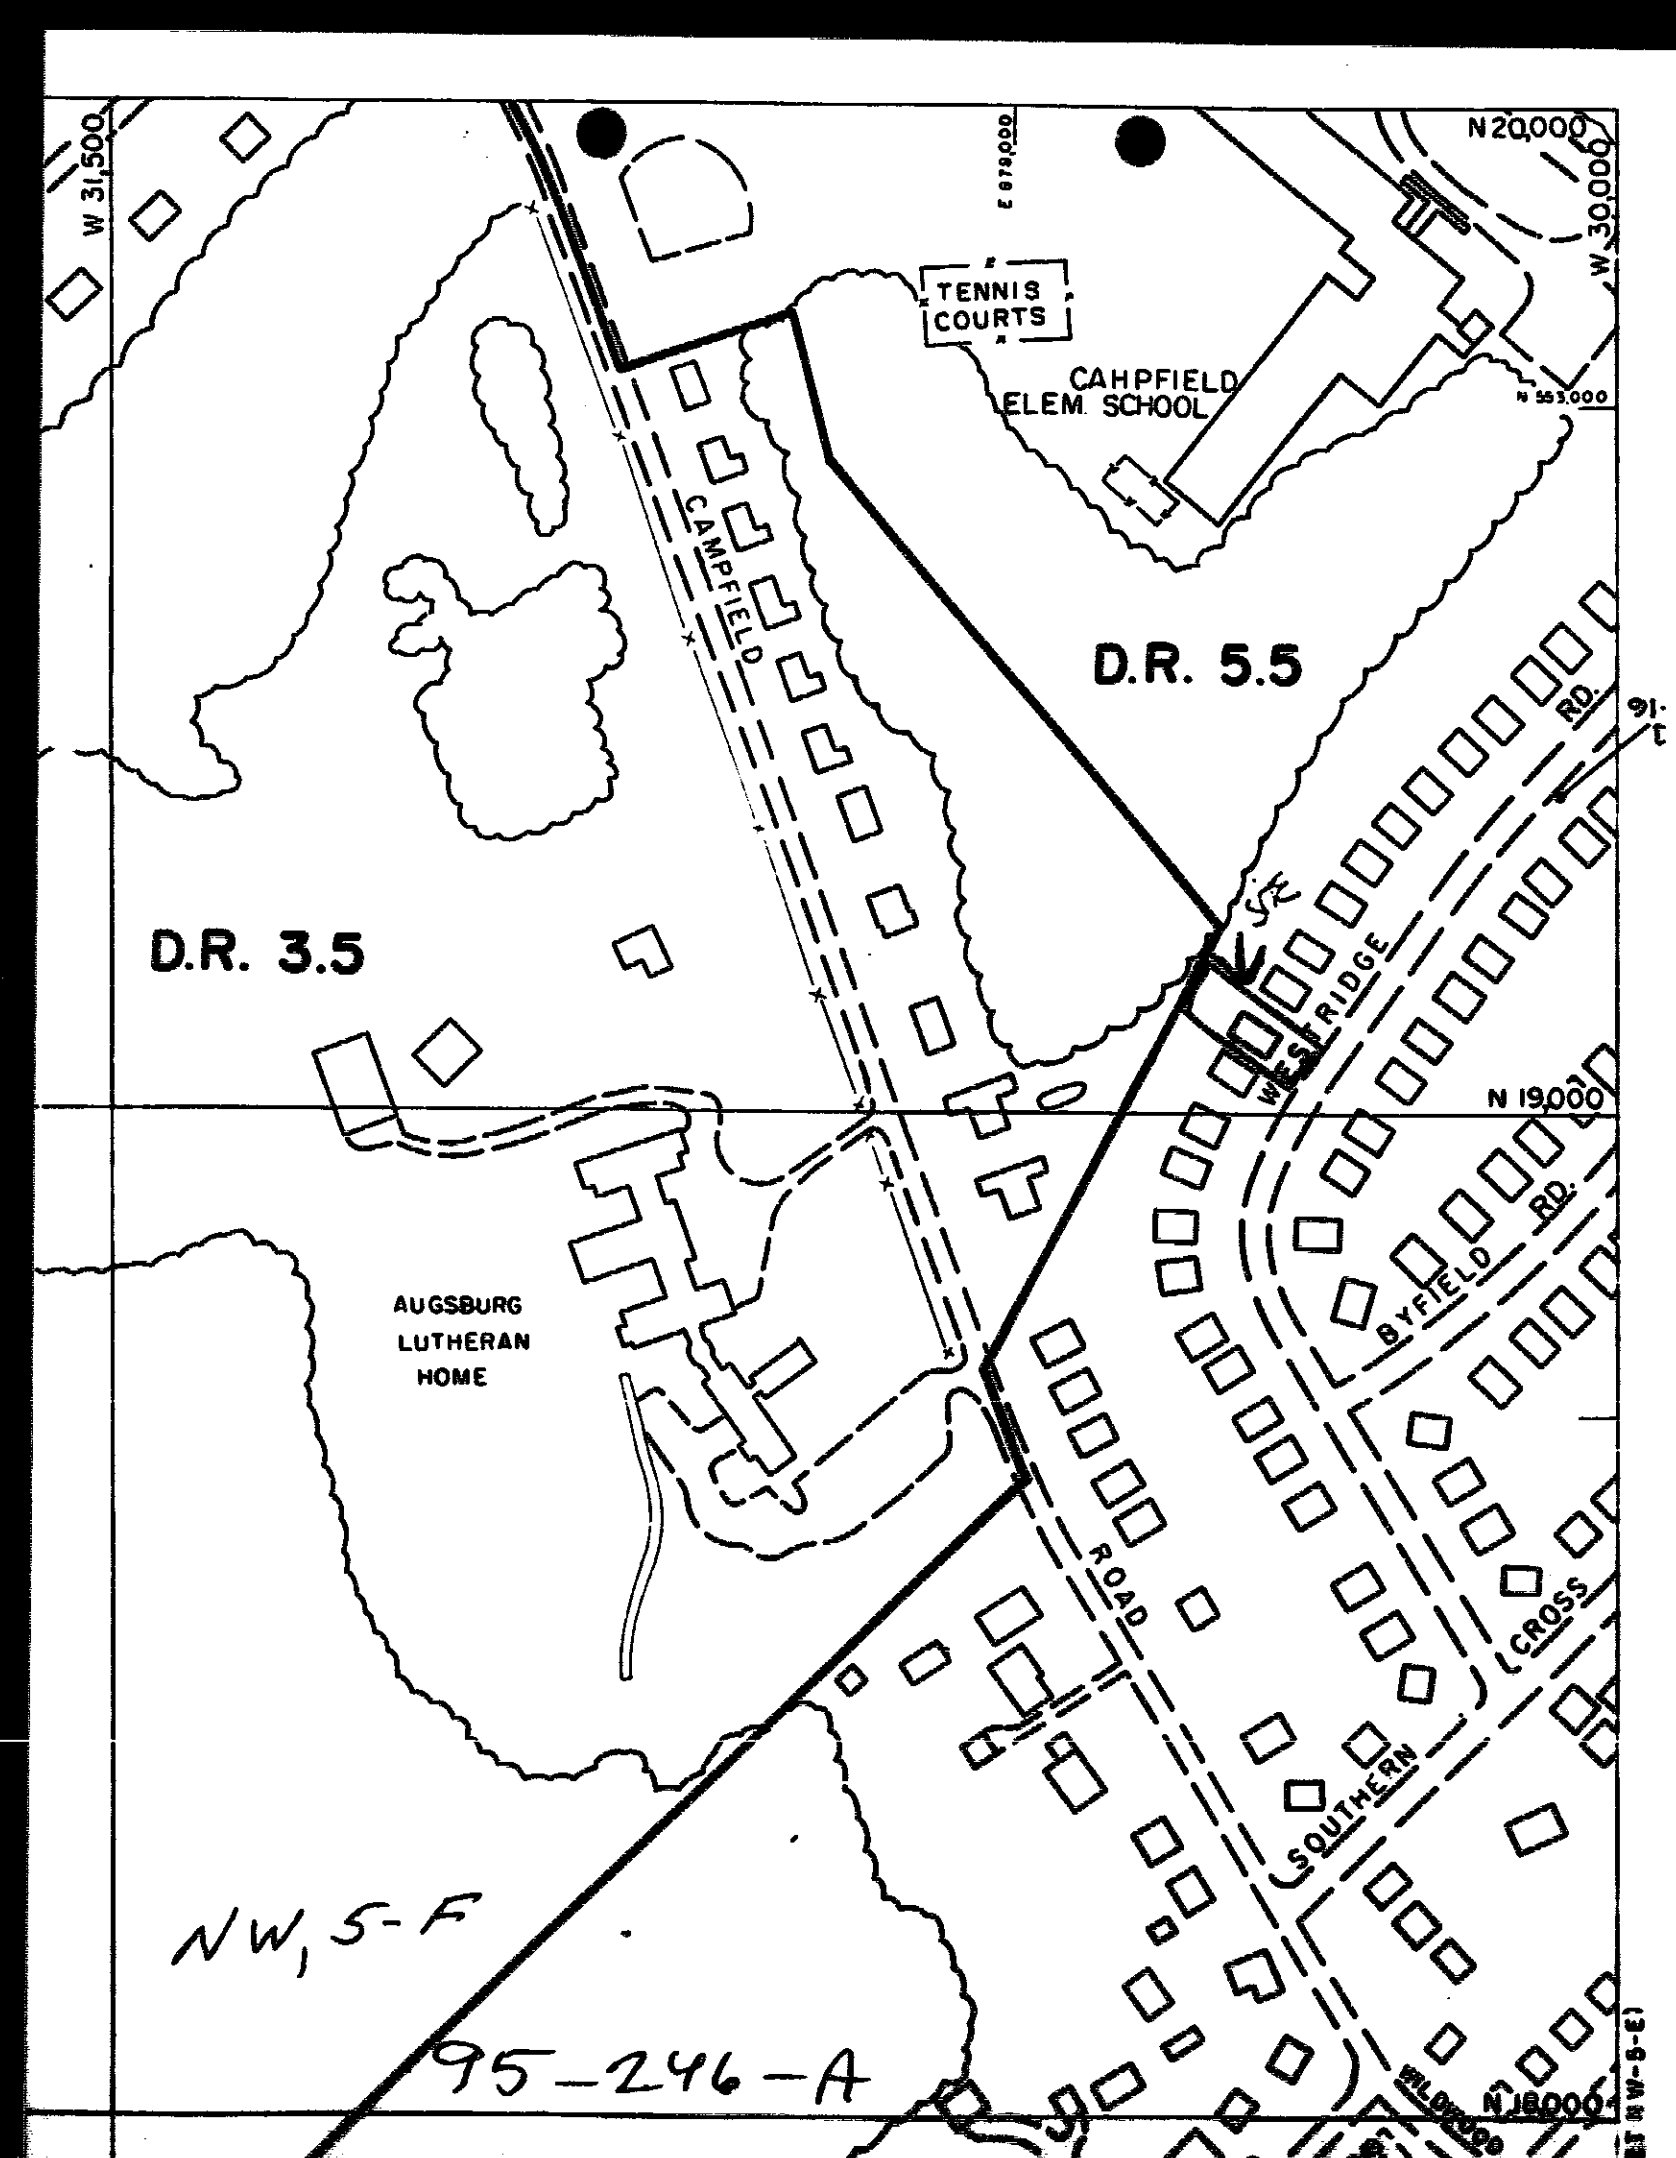 W 31,500
E 879,000
N 20,000
W 30,000
TENNIS
COURTS
CAHPFIELD
ELEM. SCHOOL
N 553,000
CAMPFIELD
D.R. 5.5
RD.
D.R. 3.5
WESTRIDGE
N 19,000
RD.
BYFIELD
AUGSBURG
LUTHERAN
HOME
ROAD
CROSS
SOUTHERN
NW, 5-F
95-246-A
N 18,000
NW-5-E)